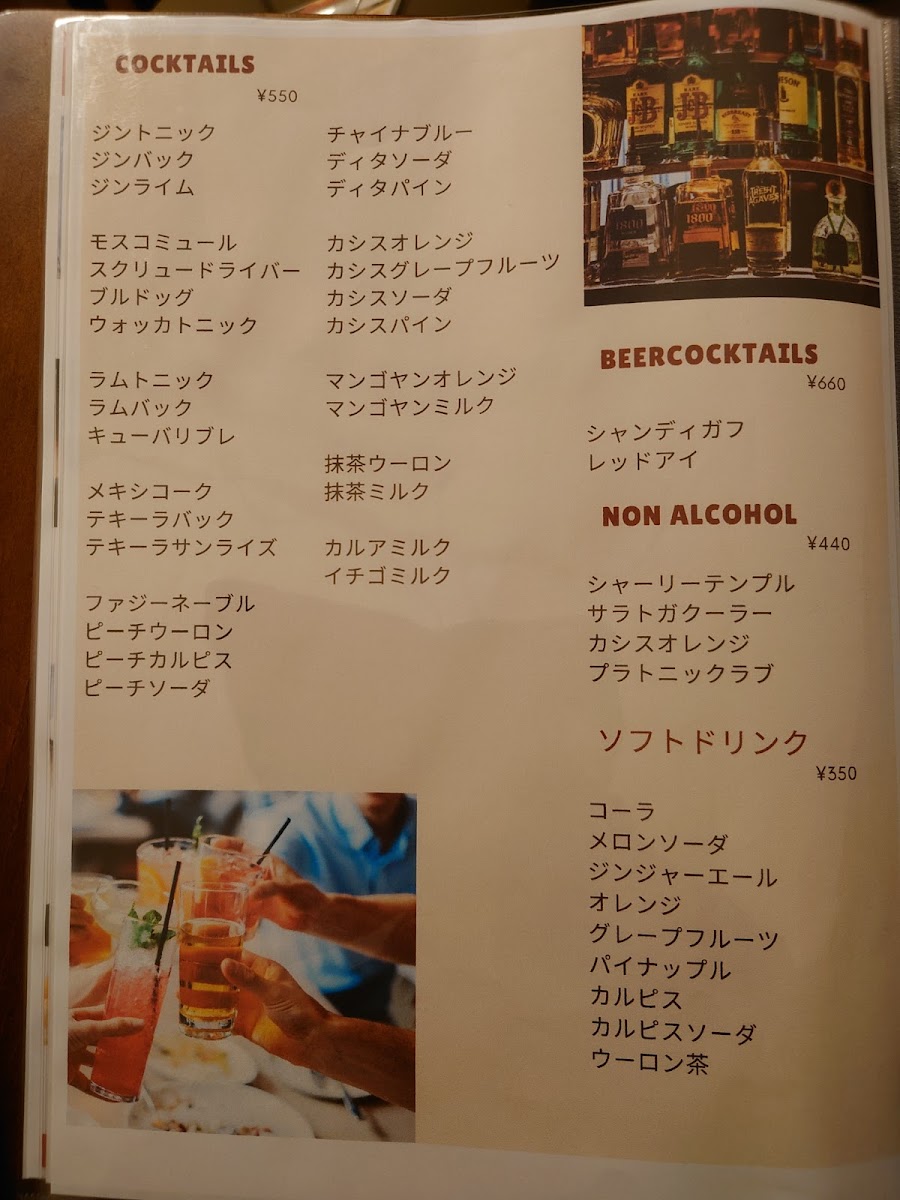 COCKTAILS
¥550
ジントニック
ジンバック
ジンライム
モスコミュール
スクリュードライバー
ブルドッグ
ウォッカトニック
ラムトニック
ラムバック
キューバリブレ
メキシコーク
テキーラバック
テキーラサンライズ
ファジーネーブル
ピーチウーロン
ピーチカルピス
ピーチソーダ
チャイナブルー
ディタソーダ
ディタパイン
カシスオレンジ
カシスグレープフルーツ
カシスソーダ
カシスパイン
マンゴヤンオレンジ
マンゴヤンミルク
抹茶ウーロン
抹茶ミルク
カルアミルク
イチゴミルク
J&B
J&B
1800
1800
BEERCOCKTAILS
¥660
シャンディガフ
レッドアイ
NON ALCOHOL
¥440
シャーリーテンプル
サラトガクーラー
カシスオレンジ
プラトニックラブ
ソフトドリンク
¥350
コーラ
メロンソーダ
ジンジャーエール
オレンジ
グレープフルーツ
パイナップル
カルピス
カルピスソーダ
ウーロン茶